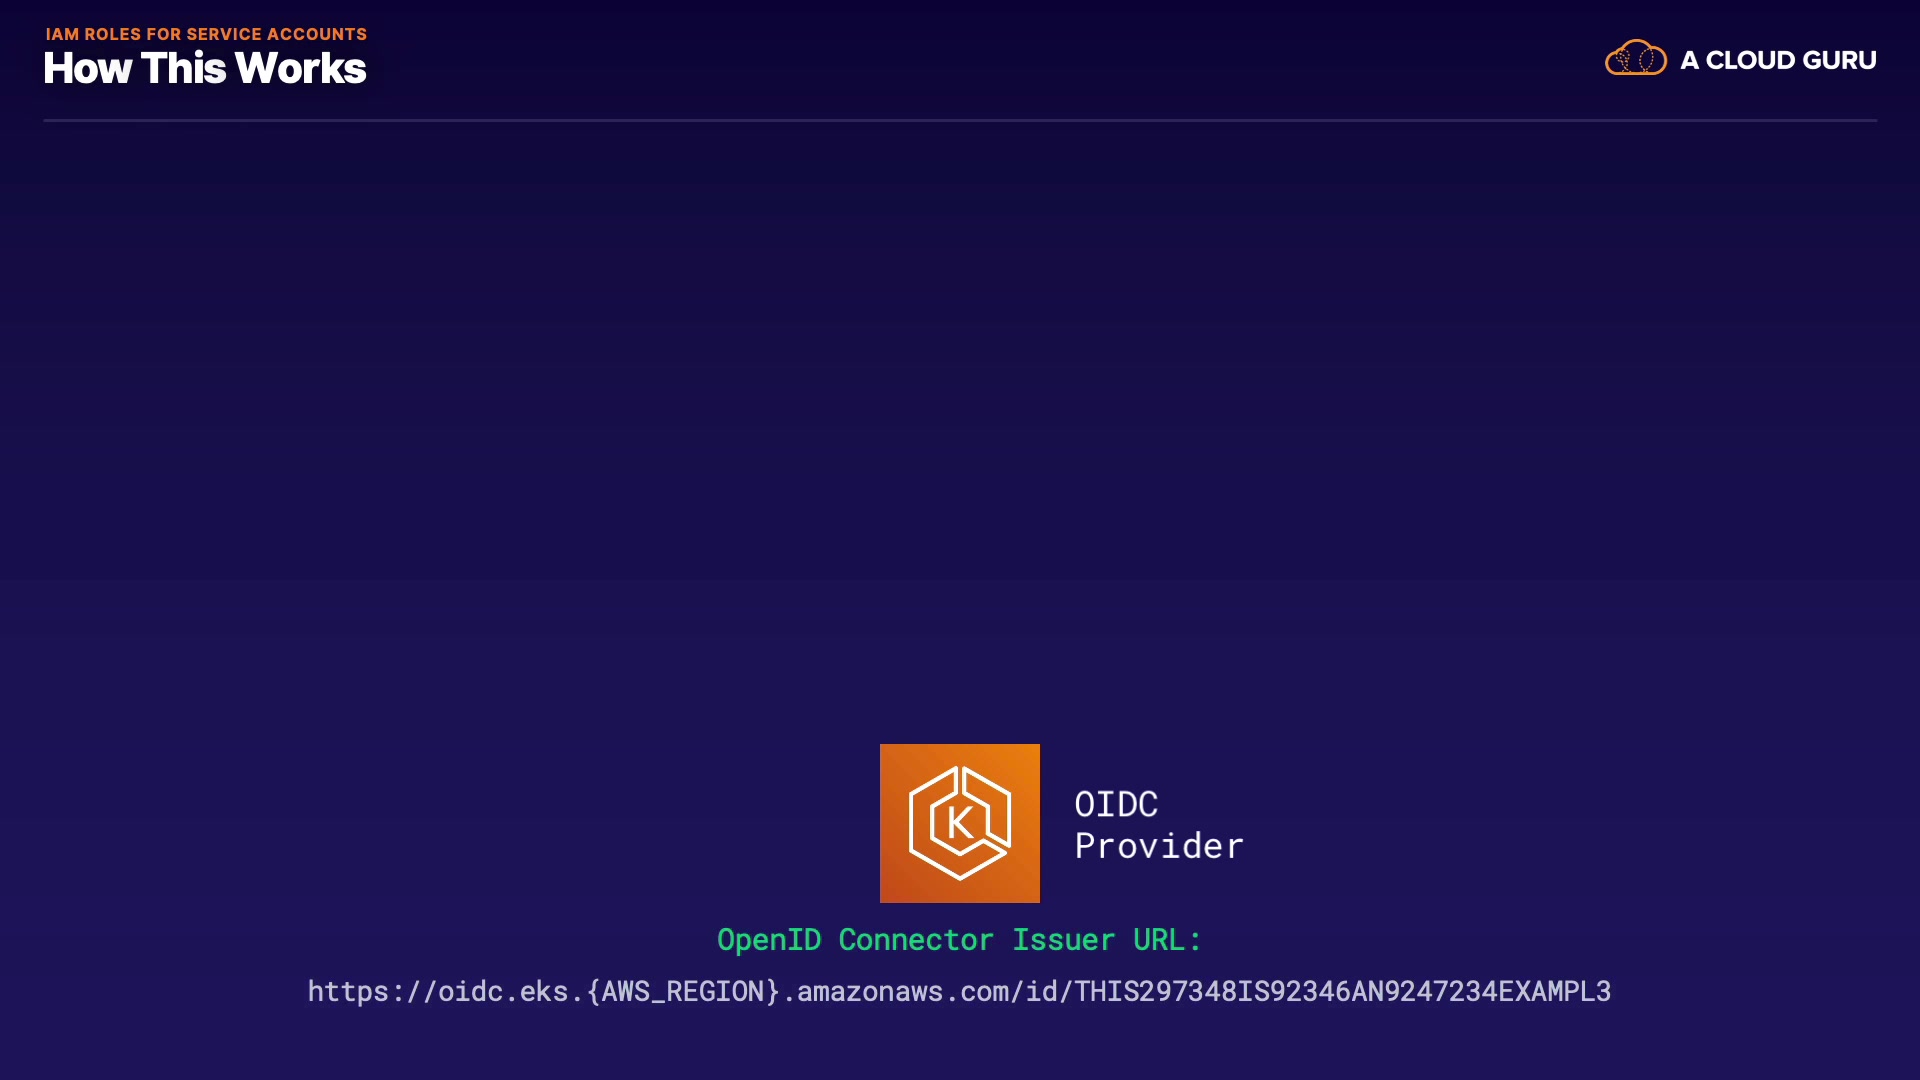 IAM ROLES FOR SERVICE ACCOUNTS
How This Works
A CLOUD GURU
K
OIDC
Provider
OpenID Connector Issuer URL:
https://oidc.eks.{AWS_REGION}.amazonaws.com/id/THIS297348IS92346AN9247234EXAMPL3